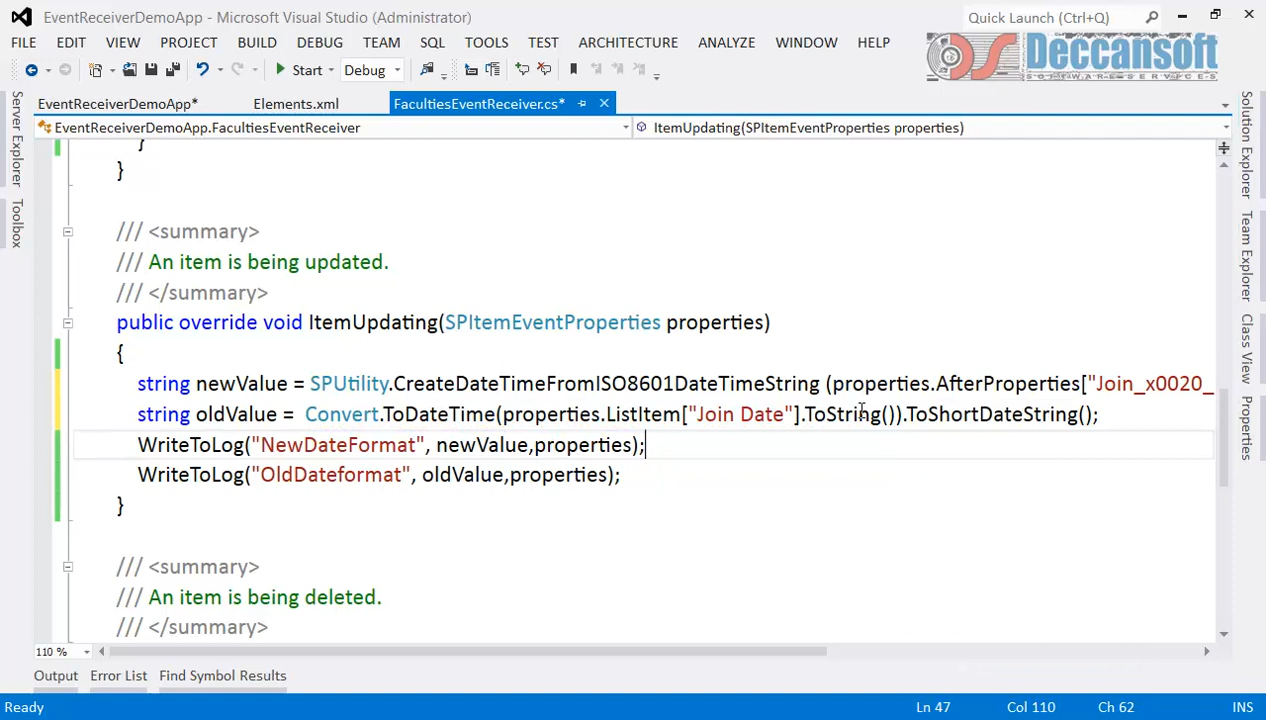 EventReceiverDemoApp - Microsoft Visual Studio (Administrator)
Quick Launch (Ctrl+Q)
FILE EDIT VIEW PROJECT BUILD DEBUG TEAM SQL TOOLS TEST ARCHITECTURE ANALYZE WINDOW HELP
Deccansoft
SOFTWARE SERVICES
Start Debug
EventReceiverDemoApp* Elements.xml FacultiesEventReceiver.cs*
EventReceiverDemoApp.FacultiesEventReceiver ItemUpdating(SPItemEventProperties properties)
Server Explorer
Toolbox
Solution Explorer
Team Explorer
Class View
Properties
}
}
/// <summary>
/// An item is being updated.
/// </summary>
public override void ItemUpdating(SPItemEventProperties properties)
{
string newValue = SPUtility.CreateDateTimeFromISO8601DateTimeString (properties.AfterProperties["Join_x0020_
string oldValue =  Convert.ToDateTime(properties.ListItem["Join Date"].ToString()).ToShortDateString();
WriteToLog("NewDateFormat", newValue,properties);
WriteToLog("OldDateformat", oldValue,properties);
}
/// <summary>
/// An item is being deleted.
/// </summary>
110 %
Output Error List Find Symbol Results
Ready Ln 47 Col 110 Ch 62 INS